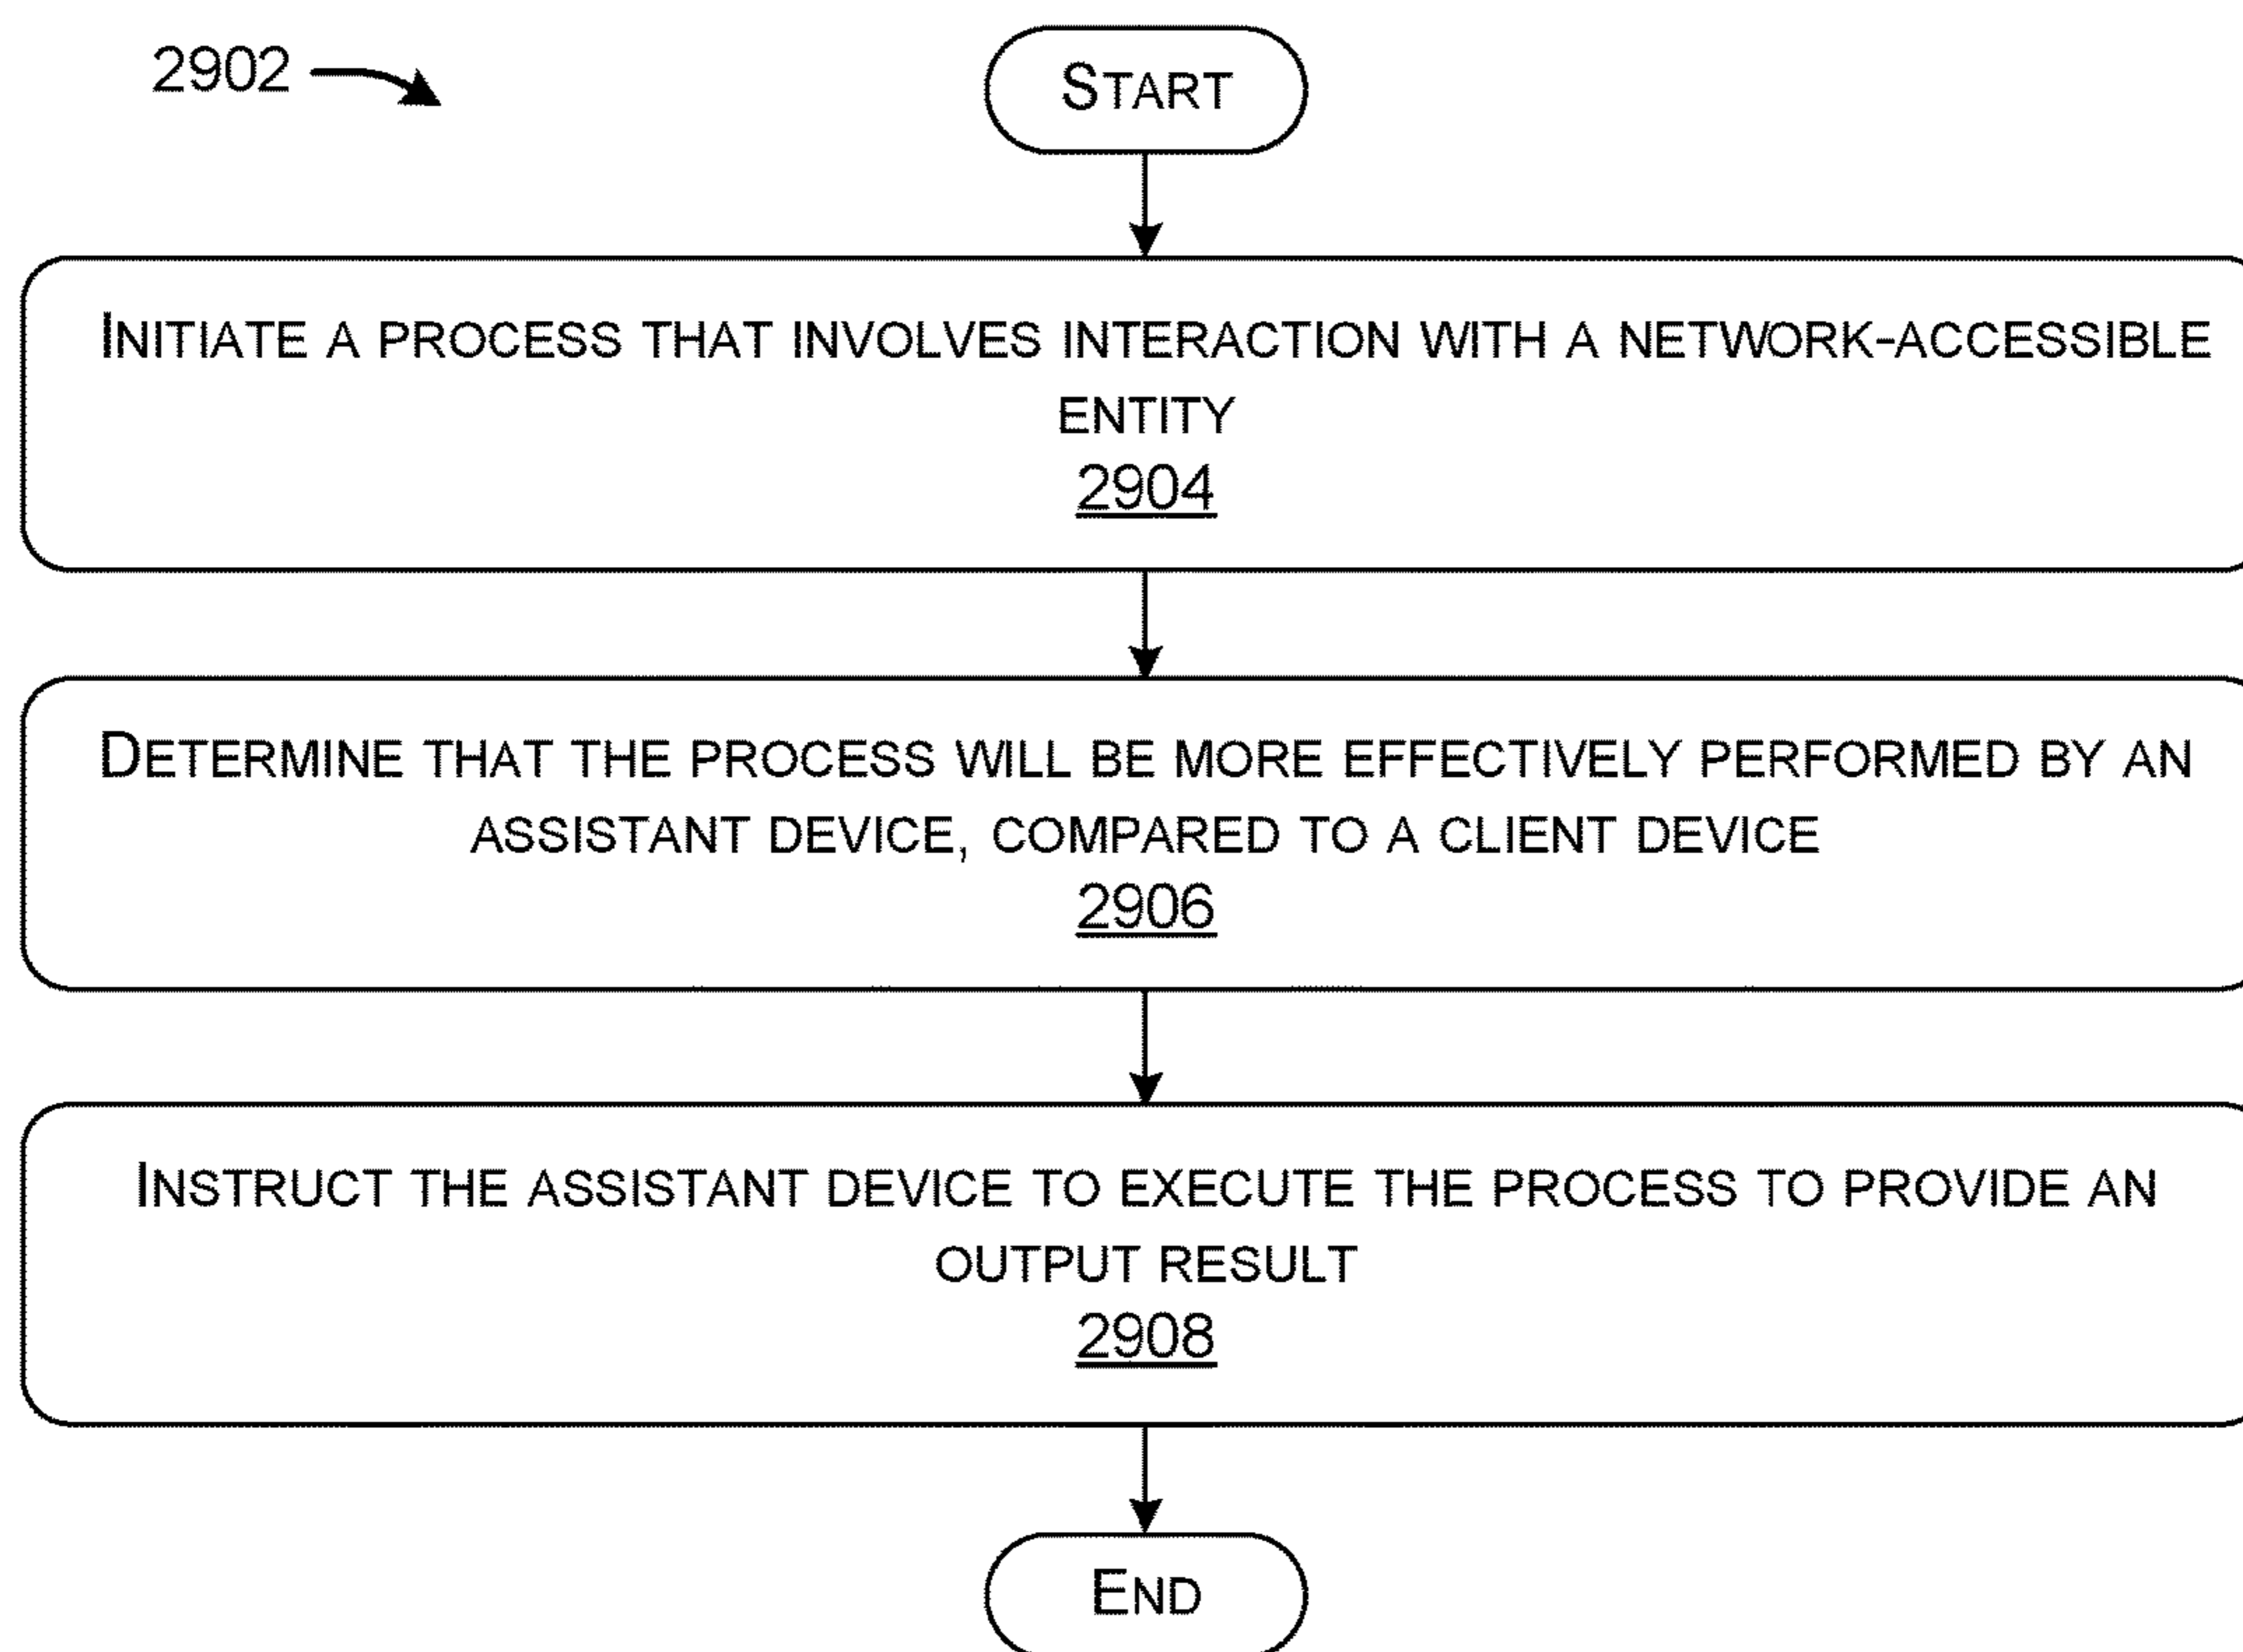 2902
START
INITIATE A PROCESS THAT INVOLVES INTERACTION WITH A NETWORK-ACCESSIBLE
ENTITY
2904
DETERMINE THAT THE PROCESS WILL BE MORE EFFECTIVELY PERFORMED BY AN
ASSISTANT DEVICE, COMPARED TO A CLIENT DEVICE
2906
INSTRUCT THE ASSISTANT DEVICE TO EXECUTE THE PROCESS TO PROVIDE AN
OUTPUT RESULT
2908
END